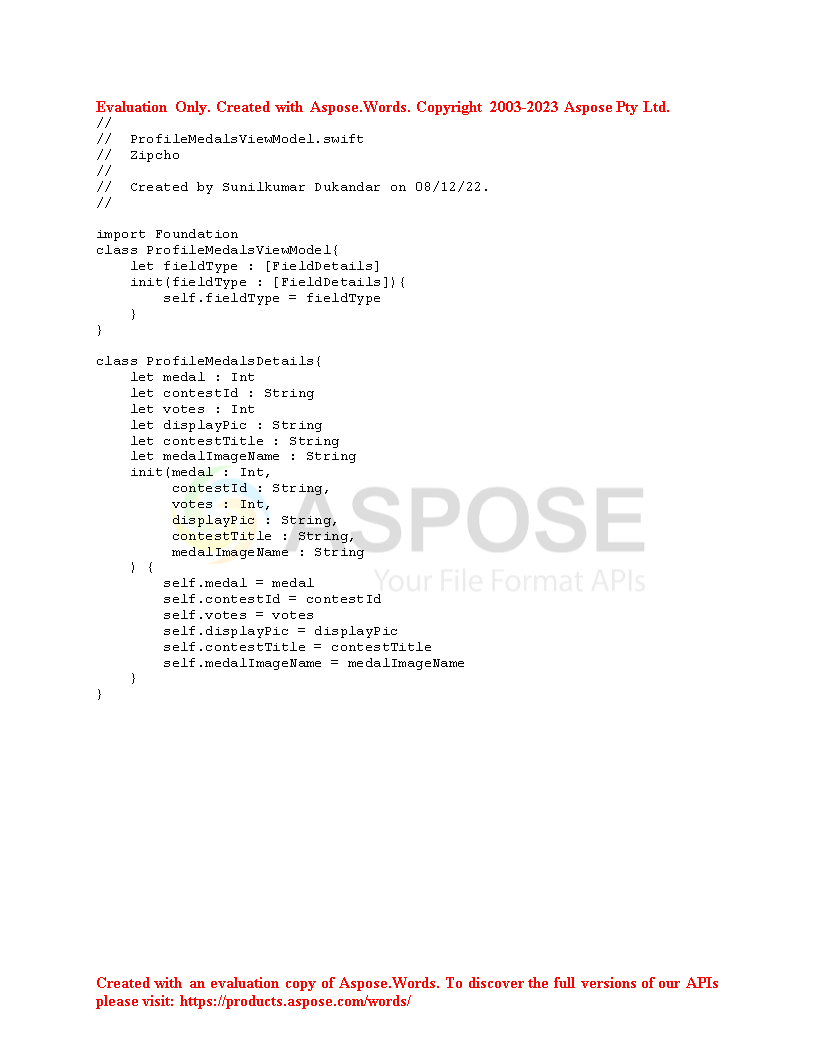 Evaluation Only. Created with Aspose.Words. Copyright 2003-2023 Aspose Pty Ltd.
//
//  ProfileMedalsViewModel.swift
//  Zipcho
//
//  Created by Sunilkumar Dukandar on 08/12/22.
//

import Foundation
class ProfileMedalsViewModel{
    let fieldType : [FieldDetails]
    init(fieldType : [FieldDetails]){
        self.fieldType = fieldType
    }
}

class ProfileMedalsDetails{
    let medal : Int
    let contestId : String
    let votes : Int
    let displayPic : String
    let contestTitle : String
    let medalImageName : String
    init(medal : Int,
         contestId : String,
         votes : Int,
         displayPic : String,
         contestTitle : String,
         medalImageName : String
    ) {
        self.medal = medal
        self.contestId = contestId
        self.votes = votes
        self.displayPic = displayPic
        self.contestTitle = contestTitle
        self.medalImageName = medalImageName
    }
}
ASPOSE
Your File Format APIs
Created with an evaluation copy of Aspose.Words. To discover the full versions of our APIs
please visit: https://products.aspose.com/words/